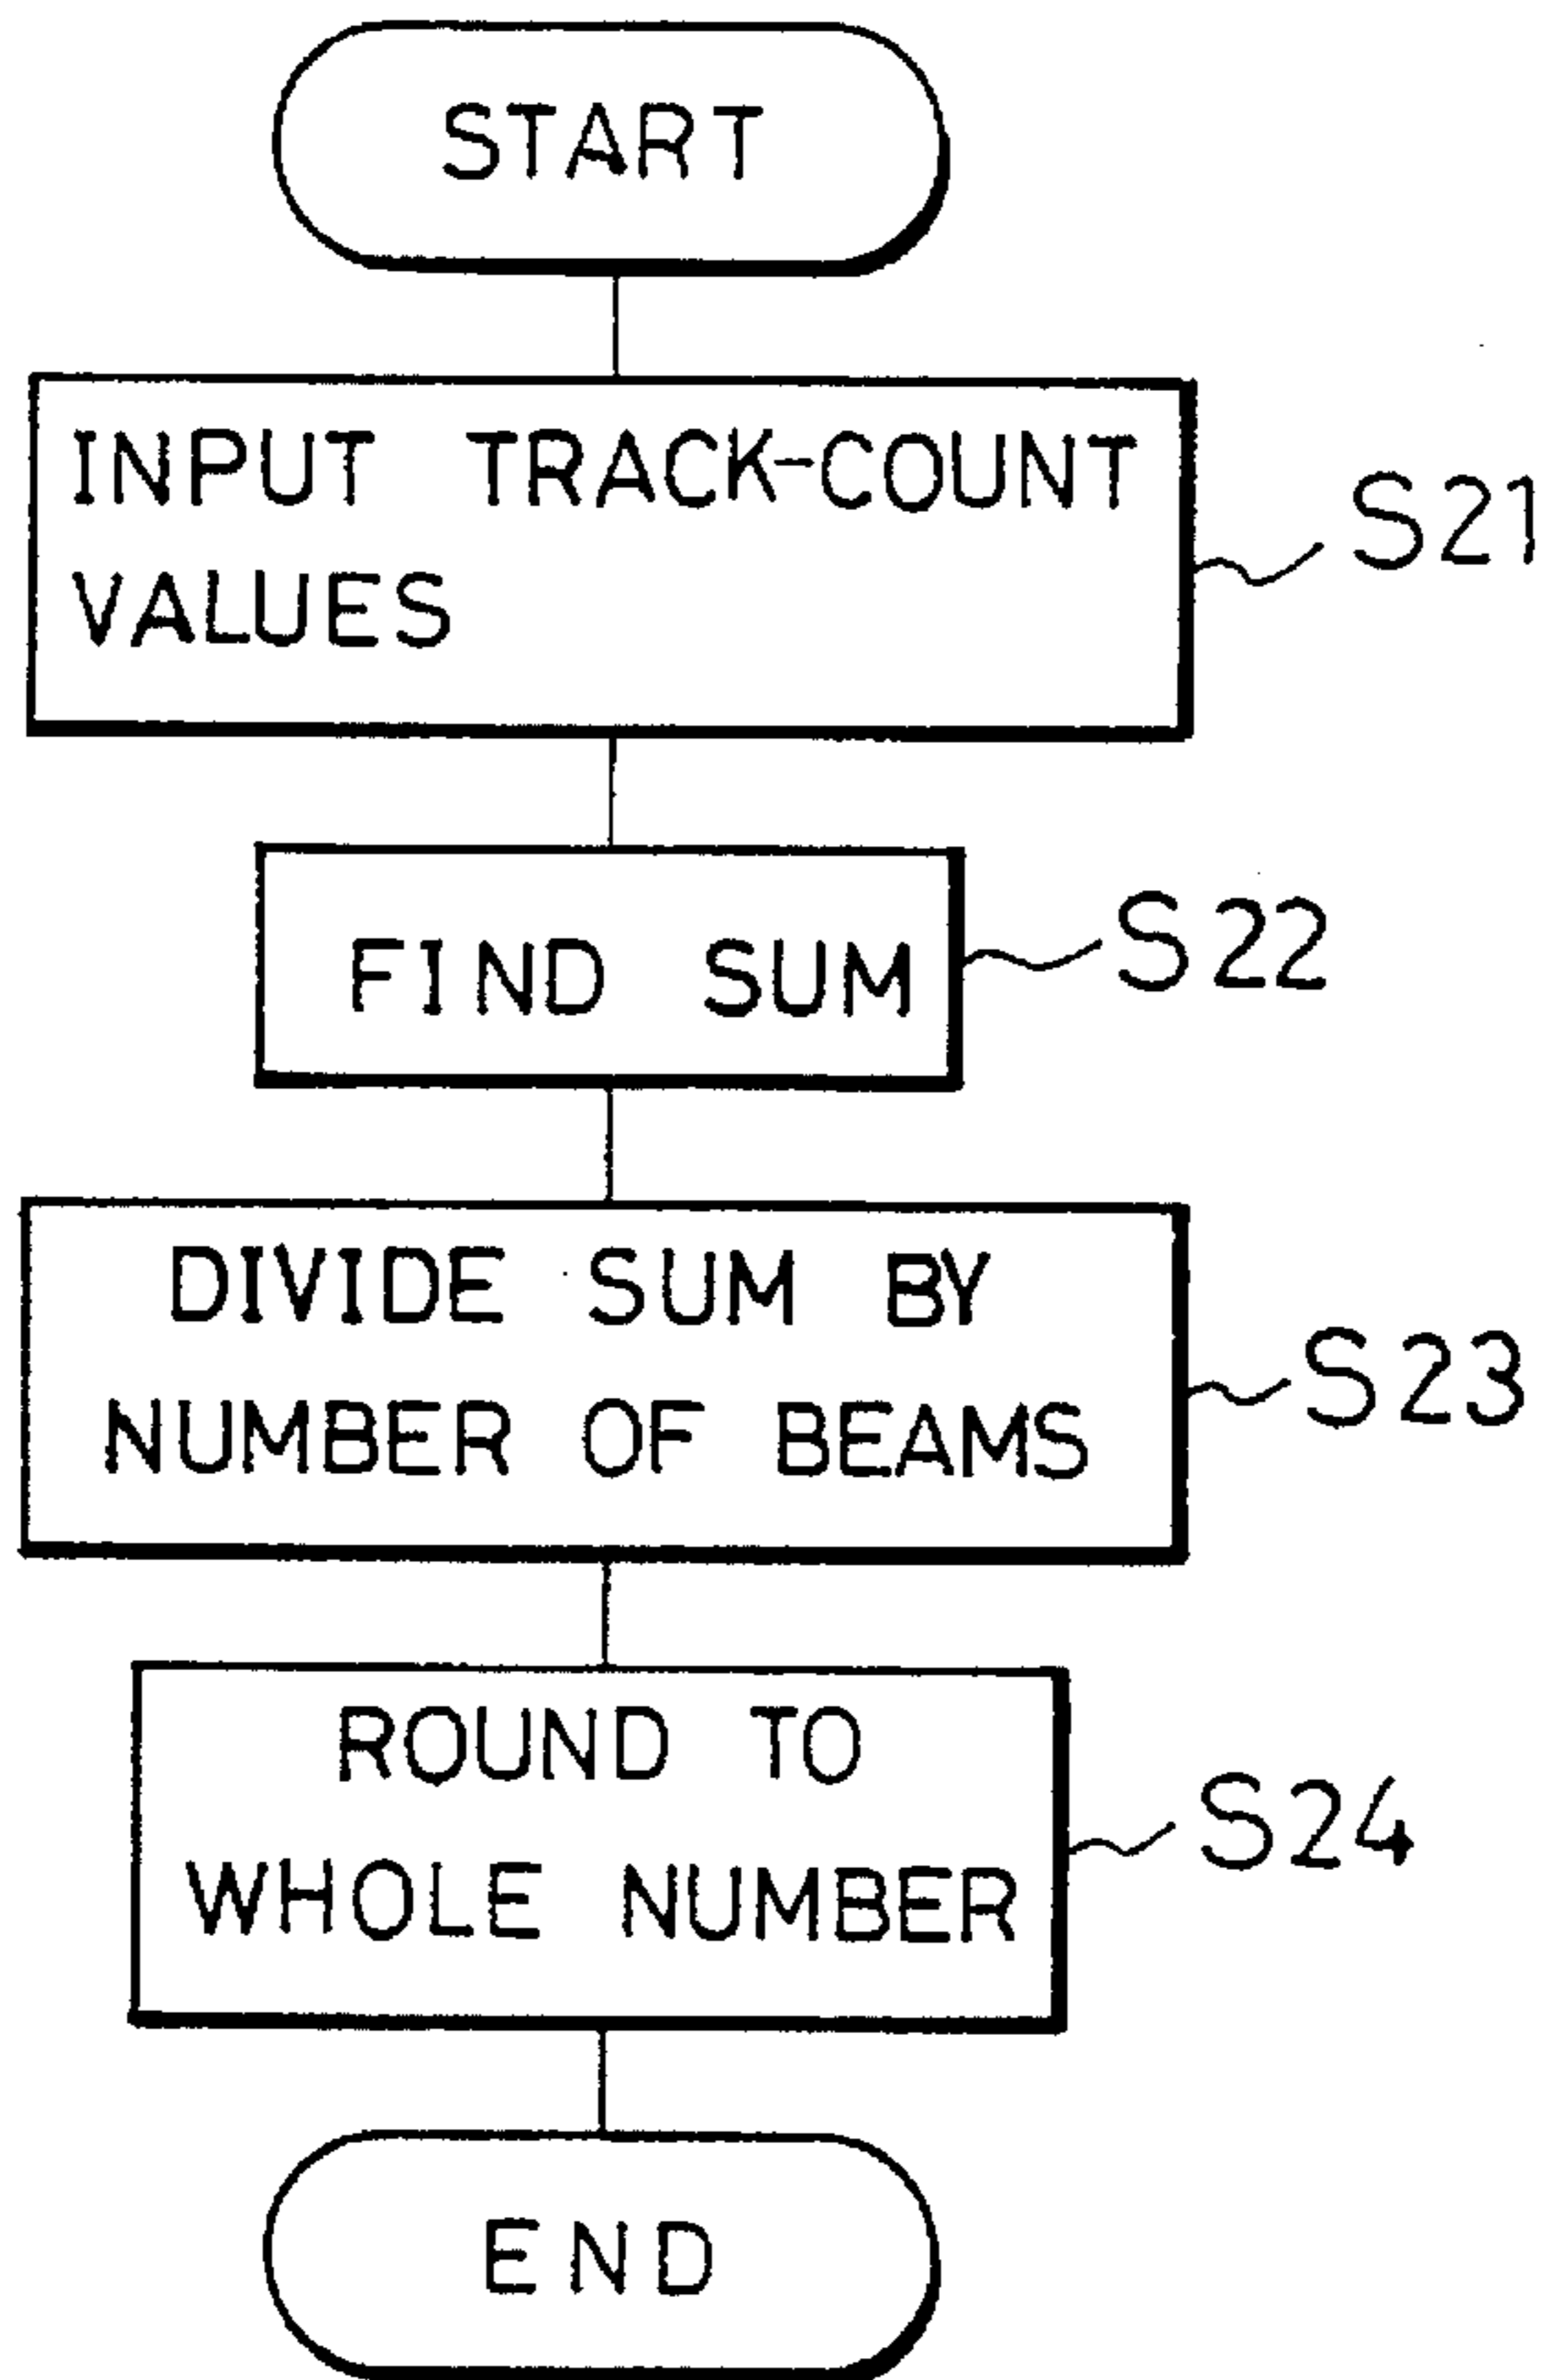 START
INPUT TRACK-COUNT
VALUES
S21
FIND SUM
S22
DIVIDE SUM BY
NUMBER OF BEAMS
S23
ROUND TO
WHOLE NUMBER
S24
END